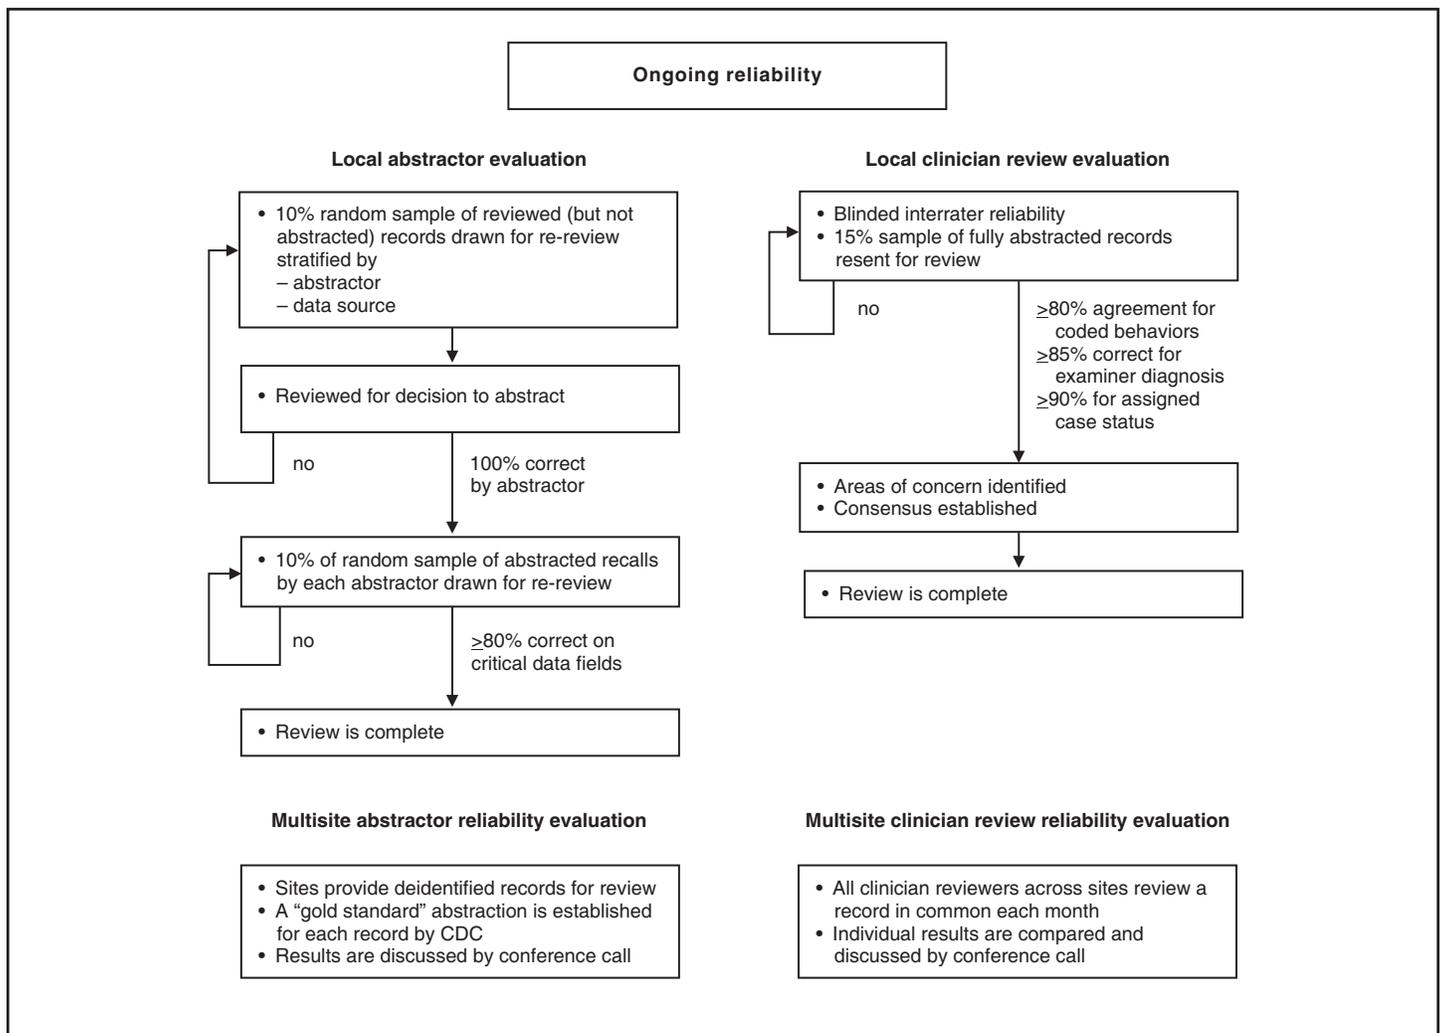 Ongoing reliability
Local abstractor evaluation
• 10% random sample of reviewed (but not
abstracted) records drawn for re-review
stratified by
– abstractor
– data source
• Reviewed for decision to abstract
no
100% correct
by abstractor
• 10% of random sample of abstracted recalls
by each abstractor drawn for re-review
no
≥80% correct on
critical data fields
• Review is complete
Local clinician review evaluation
• Blinded interrater reliability
• 15% sample of fully abstracted records
resent for review
no
≥80% agreement for
coded behaviors
≥85% correct for
examiner diagnosis
≥90% for assigned
case status
• Areas of concern identified
• Consensus established
• Review is complete
Multisite abstractor reliability evaluation
• Sites provide deidentified records for review
• A “gold standard” abstraction is established
for each record by CDC
• Results are discussed by conference call
Multisite clinician review reliability evaluation
• All clinician reviewers across sites review a
record in common each month
• Individual results are compared and
discussed by conference call